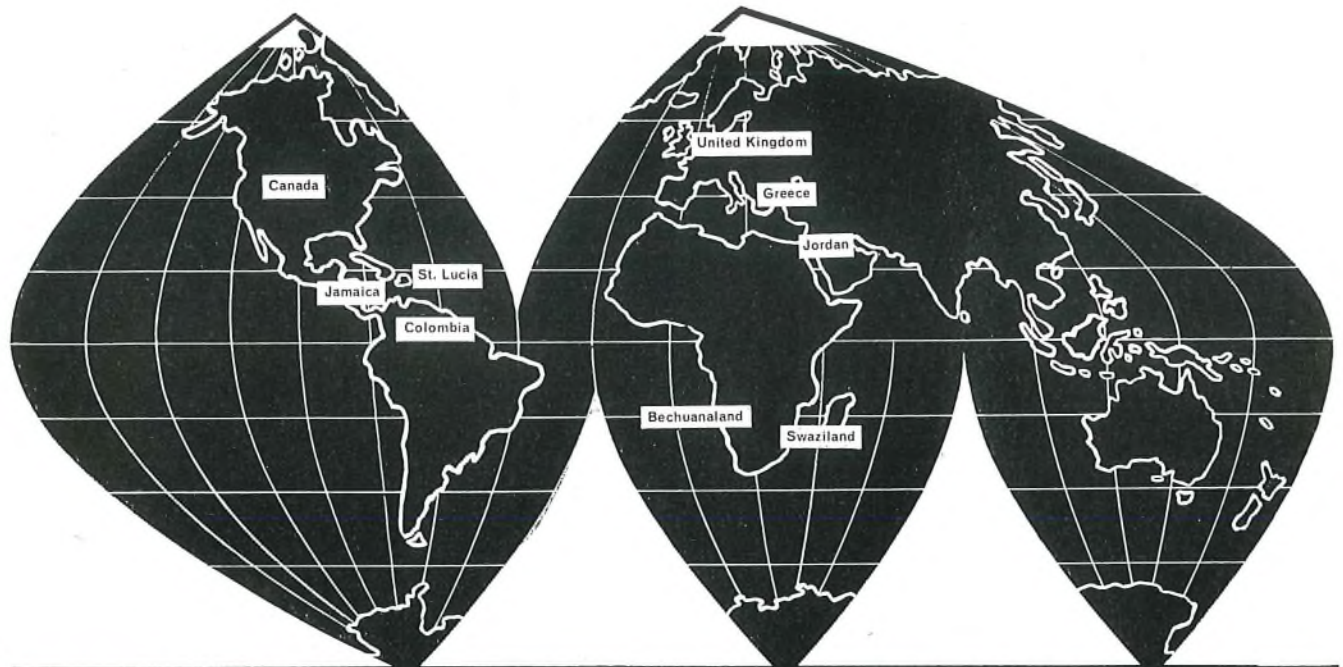 United Kingdom
Canada
Greece
Jordan
St. Lucia
Jamaica
Colombia
Bechuanaland
Swaziland